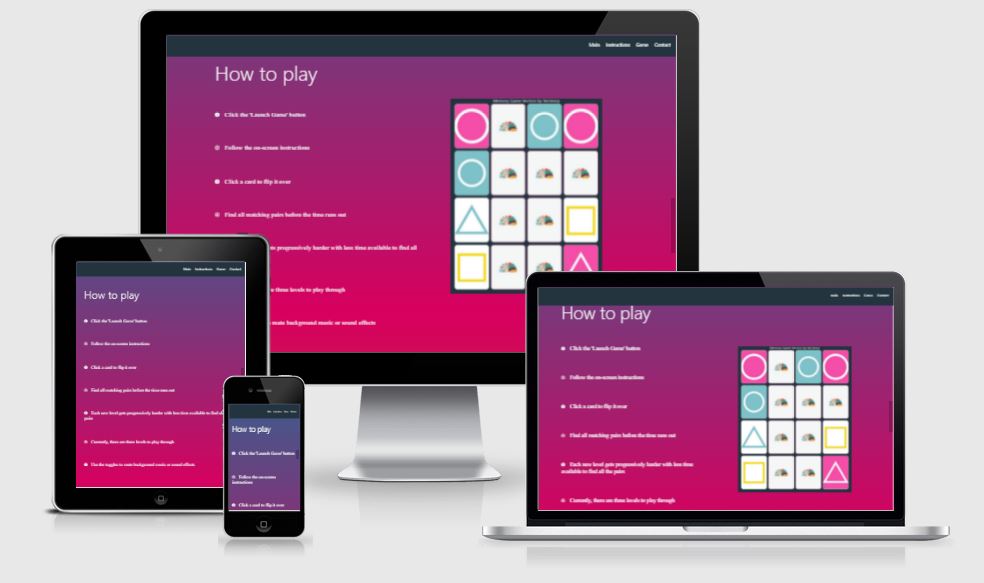 Main Instructions Game Contact
How to play
Click the 'Launch Game' button
Follow the on-screen instructions
Click a card to flip it over
Find all matching pairs before the time runs out
gets progressively harder with less time available to find all
are three levels to play through
mute background music or sound effects
Main Instructions Game Contact
How to play
Click the 'Launch Game' button
Follow the on-screen instructions
Click a card to flip it over
Find all matching pairs before the time runs out
Each new level gets progressively harder with less time available to find all
pairs
Currently, there are three levels to play through
Use the toggles to mute background music or sound effects
How to play
Click the 'Launch Game' button
Follow the on-screen
instructions
Click a card to flip it over
Main Instructions Game Contact
How to play
Click the 'Launch Game' button
Follow the on-screen instructions
Click a card to flip it over
Find all matching pairs before the time runs out
Each new level gets progressively harder with less time
available to find all the pairs
Currently, there are three levels to play through